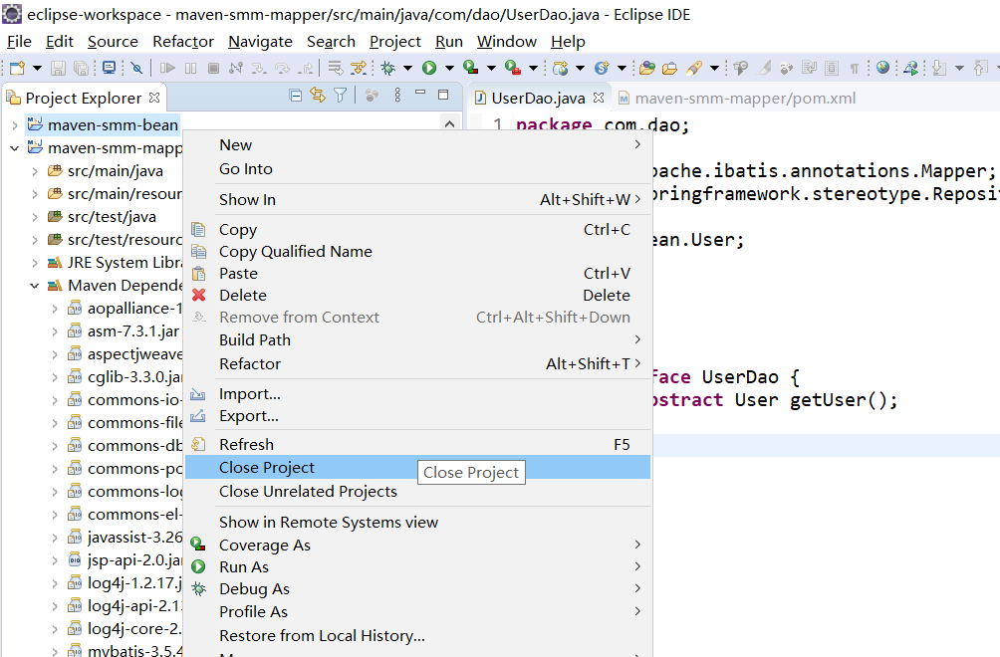 eclipse-workspace - maven-smm-mapper/src/main/java/com/dao/UserDao.java - Eclipse IDE
File Edit Source Refactor Navigate Search Project Run Window Help
Project Explorer
UserDao.java
maven-smm-mapper/pom.xml
maven-smm-bean
maven-smm-mapp
src/main/java
src/main/resour
src/test/java
src/test/resourc
JRE System Libra
Maven Depende
aopalliance-1
asm-7.3.1.jar
aspectjweave
cglib-3.3.0.jar
commons-io-
commons-file
commons-db
commons-po
commons-log
commons-el-
javassist-3.26
jsp-api-2.0.jar
log4j-1.2.17.j
log4j-api-2.13
log4j-core-2.
mybatis-3.5.4
New
Go Into
Show In Alt+Shift+W
Copy Ctrl+C
Copy Qualified Name
Paste Ctrl+V
Delete Delete
Remove from Context Ctrl+Alt+Shift+Down
Build Path
Refactor Alt+Shift+T
Import...
Export...
Refresh F5
Close Project
Close Project
Close Unrelated Projects
Show in Remote Systems view
Coverage As
Run As
Debug As
Profile As
Restore from Local History...
1 package com.dao;
pache.ibatis.annotations.Mapper;
pringframework.stereotype.Reposit
ean.User;
face UserDao {
bstract User getUser();